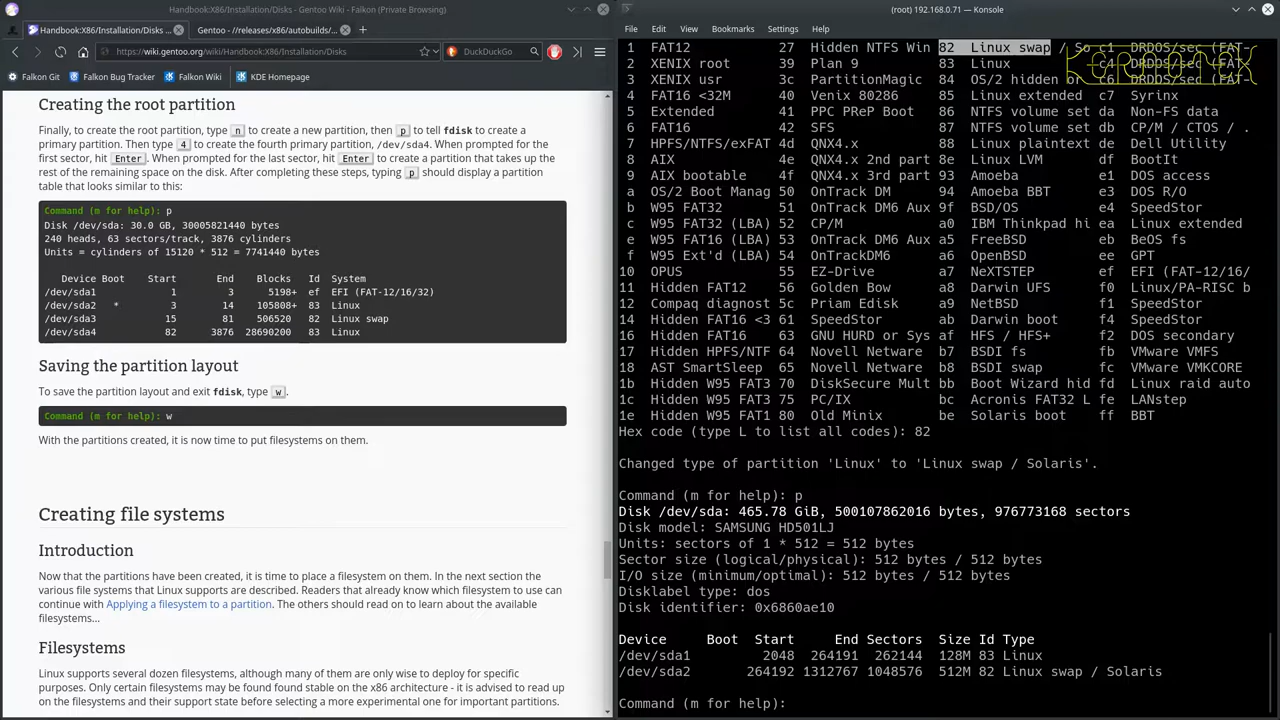 Handbook:X86/Installation/Disks - Gentoo Wiki - Falkon (Private Browsing)
Handbook:X86/Installation/Disks
Gentoo - //releases/x86/autobuilds/
https://wiki.gentoo.org/wiki/Handbook:X86/Installation/Disks
DuckDuckGo
Falkon Git
Falkon Bug Tracker
Falkon Wiki
KDE Homepage
Creating the root partition
Finally, to create the root partition, type n to create a new partition, then p to tell fdisk to create a
primary partition. Then type 4 to create the fourth primary partition, /dev/sda4. When prompted for the
first sector, hit Enter. When prompted for the last sector, hit Enter to create a partition that takes up the
rest of the remaining space on the disk. After completing these steps, typing p should display a partition
table that looks similar to this:
Command (m for help): p
Disk /dev/sda: 30.0 GB, 30005821440 bytes
240 heads, 63 sectors/track, 3876 cylinders
Units = cylinders of 15120 * 512 = 7741440 bytes
Device Boot Start End Blocks Id System
/dev/sda1 1 3 5198+ ef EFI (FAT-12/16/32)
/dev/sda2 * 3 14 105808+ 83 Linux
/dev/sda3 15 81 506520 82 Linux swap
/dev/sda4 82 3876 28690200 83 Linux
Saving the partition layout
To save the partition layout and exit fdisk, type w.
Command (m for help): w
With the partitions created, it is now time to put filesystems on them.
Creating file systems
Introduction
Now that the partitions have been created, it is time to place a filesystem on them. In the next section the
various file systems that Linux supports are described. Readers that already know which filesystem to use can
continue with Applying a filesystem to a partition. The others should read on to learn about the available
filesystems...
Filesystems
Linux supports several dozen filesystems, although many of them are only wise to deploy for specific
purposes. Only certain filesystems may be found found stable on the x86 architecture - it is advised to read up
on the filesystems and their support state before selecting a more experimental one for important partitions.
(root) 192.168.0.71 — Konsole
File Edit View Bookmarks Settings Help
1 FAT12 27 Hidden NTFS Win 82 Linux swap / So c1 DRDOS/sec (FAT-
2 XENIX root 39 Plan 9 83 Linux c4 DRDOS/sec (FAT-
3 XENIX usr 3c PartitionMagic 84 OS/2 hidden or c6 DRDOS/sec (FAT-
4 FAT16 <32M 40 Venix 80286 85 Linux extended c7 Syrinx
5 Extended 41 PPC PReP Boot 86 NTFS volume set da Non-FS data
6 FAT16 42 SFS 87 NTFS volume set db CP/M / CTOS / .
7 HPFS/NTFS/exFAT 4d QNX4.x 88 Linux plaintext de Dell Utility
8 AIX 4e QNX4.x 2nd part 8e Linux LVM df BootIt
9 AIX bootable 4f QNX4.x 3rd part 93 Amoeba e1 DOS access
a OS/2 Boot Manag 50 OnTrack DM 94 Amoeba BBT e3 DOS R/O
b W95 FAT32 51 OnTrack DM6 Aux 9f BSD/OS e4 SpeedStor
c W95 FAT32 (LBA) 52 CP/M a0 IBM Thinkpad hi ea Linux extended
e W95 FAT16 (LBA) 53 OnTrack DM6 Aux a5 FreeBSD eb BeOS fs
f W95 Ext'd (LBA) 54 OnTrackDM6 a6 OpenBSD ee GPT
10 OPUS 55 EZ-Drive a7 NeXTSTEP ef EFI (FAT-12/16/
11 Hidden FAT12 56 Golden Bow a8 Darwin UFS f0 Linux/PA-RISC b
12 Compaq diagnost 5c Priam Edisk a9 NetBSD f1 SpeedStor
14 Hidden FAT16 <3 61 SpeedStor ab Darwin boot f4 SpeedStor
16 Hidden FAT16 63 GNU HURD or Sys af HFS / HFS+ f2 DOS secondary
17 Hidden HPFS/NTF 64 Novell Netware b7 BSDI fs fb VMware VMFS
18 AST SmartSleep 65 Novell Netware b8 BSDI swap fc VMware VMKCORE
1b Hidden W95 FAT3 70 DiskSecure Mult bb Boot Wizard hid fd Linux raid auto
1c Hidden W95 FAT3 75 PC/IX bc Acronis FAT32 L fe LANstep
1e Hidden W95 FAT1 80 Old Minix be Solaris boot ff BBT
Hex code (type L to list all codes): 82
Changed type of partition 'Linux' to 'Linux swap / Solaris'.
Command (m for help): p
Disk /dev/sda: 465.78 GiB, 500107862016 bytes, 976773168 sectors
Disk model: SAMSUNG HD501LJ
Units: sectors of 1 * 512 = 512 bytes
Sector size (logical/physical): 512 bytes / 512 bytes
I/O size (minimum/optimal): 512 bytes / 512 bytes
Disklabel type: dos
Disk identifier: 0x6860ae10
Device Boot Start End Sectors Size Id Type
/dev/sda1 2048 264191 262144 128M 83 Linux
/dev/sda2 264192 1312767 1048576 512M 82 Linux swap / Solaris
Command (m for help):